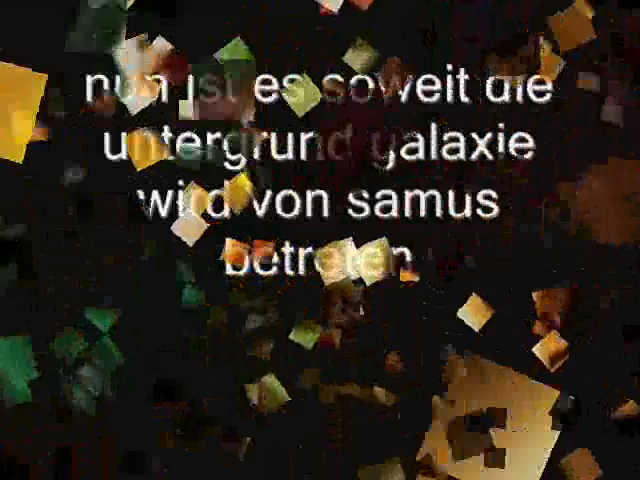 nun ist es soweit die
untergrund galaxie
wird von samus
betreten